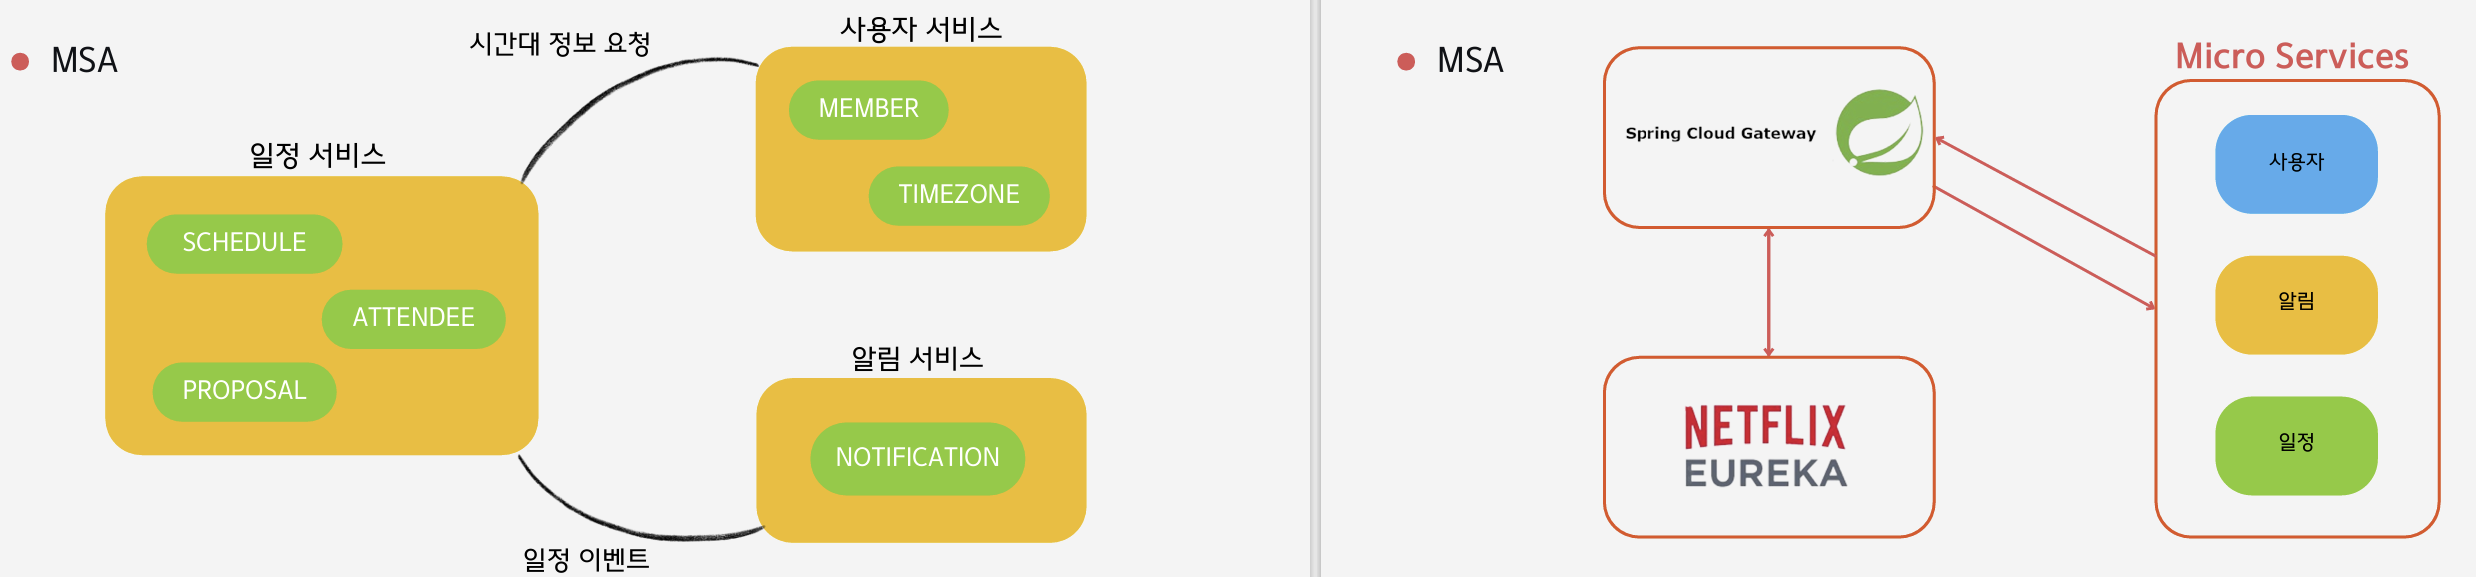 MSA
시간대 정보 요청
사용자 서비스
MEMBER
TIMEZONE
일정 서비스
SCHEDULE
ATTENDEE
PROPOSAL
알림 서비스
NOTIFICATION
일정 이벤트
MSA
Spring Cloud Gateway
NETFLIX
EUREKA
Micro Services
사용자
알림
일정